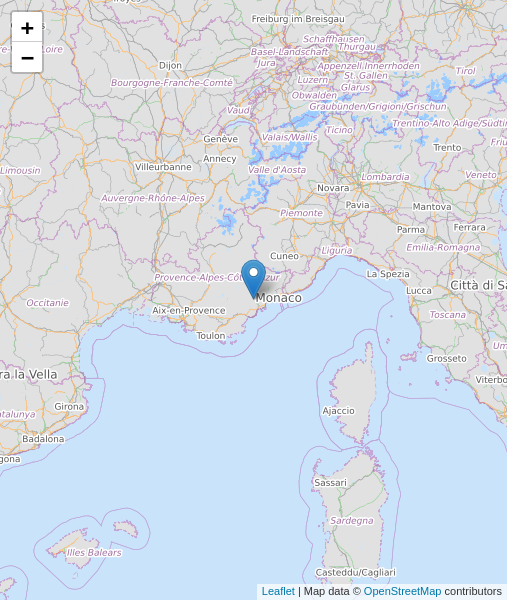 +
−
Freiburg im Breisgau
Schaffhausen
Thurgau
Basel-Landschaft
Jura
Appenzell Innerrhoden
Dijon
St. Gallen
Tirol
Luzern
Bourgogne-Franche-Comté
Glarus
Obwalden
Graubünden/Grigioni/Grischun
Vaud
Trentino-Alto Adige/Südti
Ticino
Genève
Valais/Wallis
Trento
Friu
Annecy
Villeurbanne
Limousin
Valle d'Aosta
Lombardia
Veneto
Novara
Auvergne-Rhône-Alpes
Pavia
Mantova
Piemonte
Parma
Ferrara
Emilia-Romagna
Liguria
Cuneo
La Spezia
Provence-Alpes-Côte d'Azur
Lucca
Città di Sa
Monaco
Occitanie
Aix-en-Provence
Toscana
Toulon
Um
Grosseto
ra la Vella
Viterbo
Girona
Ajaccio
atalunya
Badalona
gona
Sassari
Sardegna
Illes Balears
Casteddu/Cagliari
Leaflet | Map data © OpenStreetMap contributors